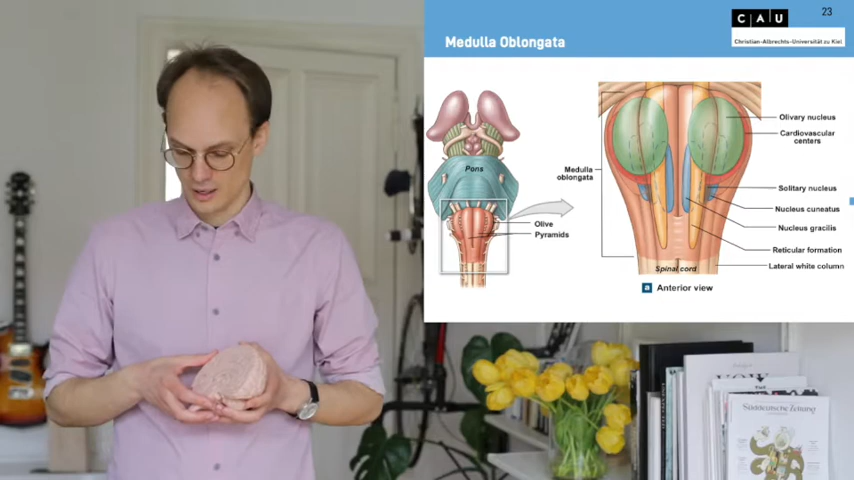 23
C A U
Christian-Albrechts-Universität zu Kiel
Medulla Oblongata
Pons
Olive
Pyramids
Medulla
oblongata
Olivary nucleus
Cardiovascular
centers
Solitary nucleus
Nucleus cuneatus
Nucleus gracilis
Reticular formation
Lateral white column
Spinal cord
a Anterior view
Süddeutsche Zeitung